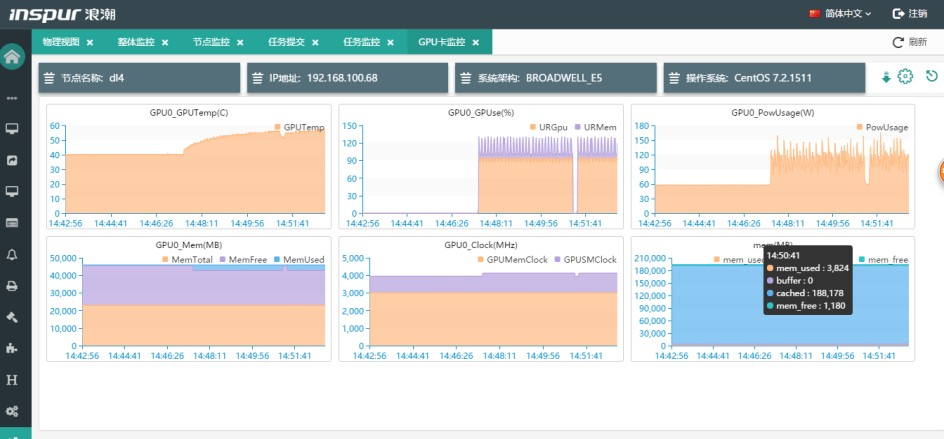 inspur 浪潮
简体中文
注销
物理视图 ×
整体监控 ×
节点监控 ×
任务提交 ×
任务监控 ×
GPU卡监控 ×
刷新
节点名称: dl4
IP地址: 192.168.100.68
系统架构: BROADWELL_E5
操作系统: CentOS 7.2.1511
GPU0_GPUTemp(C)
GPUTemp
60
50
40
30
20
10
0
14:42:56 14:44:41 14:46:26 14:48:11 14:49:56 14:51:41
GPU0_GPUse(%)
URGpu URMem
150
120
90
60
30
0
14:42:56 14:44:41 14:46:26 14:48:11 14:49:56 14:51:41
GPU0_PowUsage(W)
PowUsage
180
150
120
90
60
30
0
14:42:56 14:44:41 14:46:26 14:48:11 14:49:56 14:51:41
GPU0_Mem(MB)
MemTotal MemFree MemUsed
50,000
40,000
30,000
20,000
10,000
0
14:42:56 14:44:41 14:46:26 14:48:11 14:49:56 14:51:41
GPU0_Clock(MHz)
GPUMemClock GPUSMClock
5,000
4,000
3,000
2,000
1,000
0
14:42:56 14:44:41 14:46:26 14:48:11 14:49:56 14:51:41
mem(MB)
mem_free
210,000
180,000
150,000
120,000
90,000
60,000
30,000
0
14:42:56 14:44:41 14:46:26 14:48:11 14:49:56 14:51:41
14:50:41
mem_used : 3,824
buffer : 0
cached : 188,178
mem_free : 1,180
H